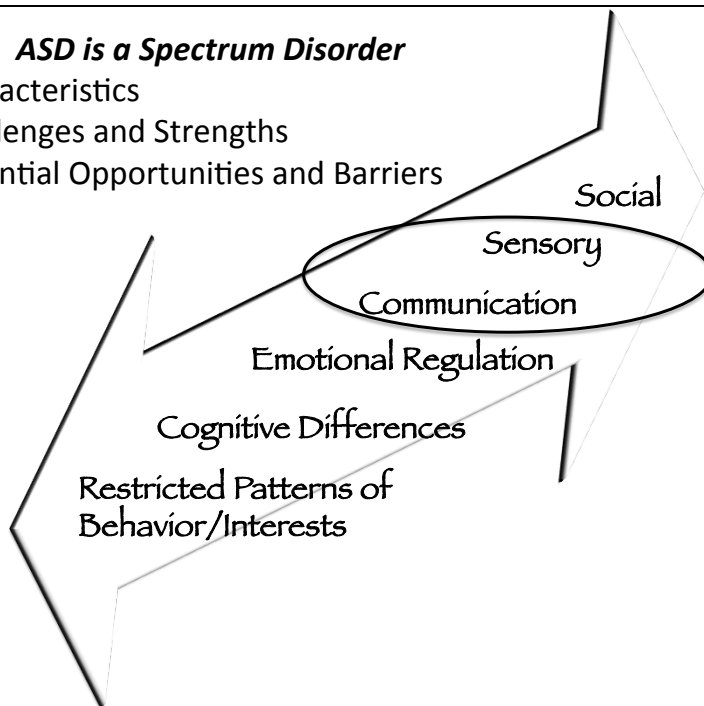 ASD is a Spectrum Disorder
acteristics
lenges and Strengths
ntial Opportunities and Barriers
Social
Sensory
Communication
Emotional Regulation
Cognitive Differences
Restricted Patterns of
Behavior/Interests